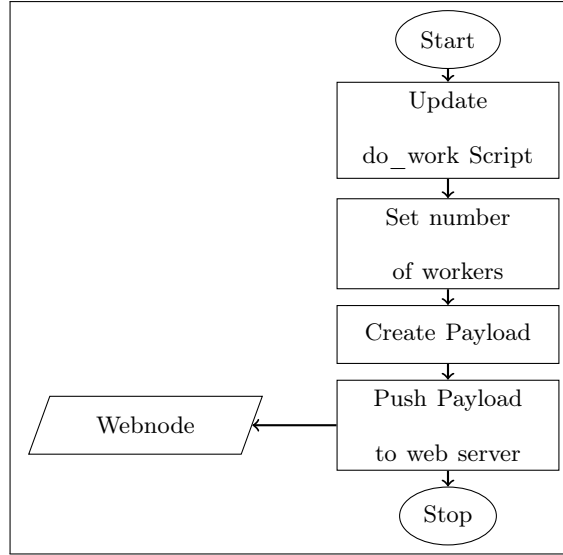 Start
Update
do_work Script
Set number
of workers
Create Payload
Push Payload
to web server
Webnode
Stop